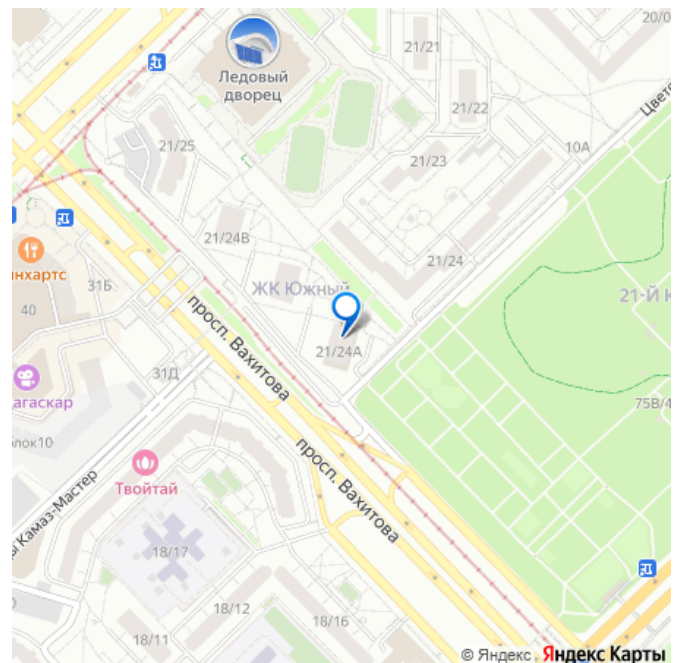 20/0
21/21
Ледовый
дворец
21/22
Цвето
10А
21/25
21/23
21/24В
21/24
нхартс
31Б
ЖК Южный
21-й к
40
просп. Вахитова
21/24А
31Д
агаскар
75В/4
лок10
просп. Вахитова
Твойтай
ы Камаз-Мастер
18/17
18/12
18/16
18/11
© Яндекс Яндекс Карты